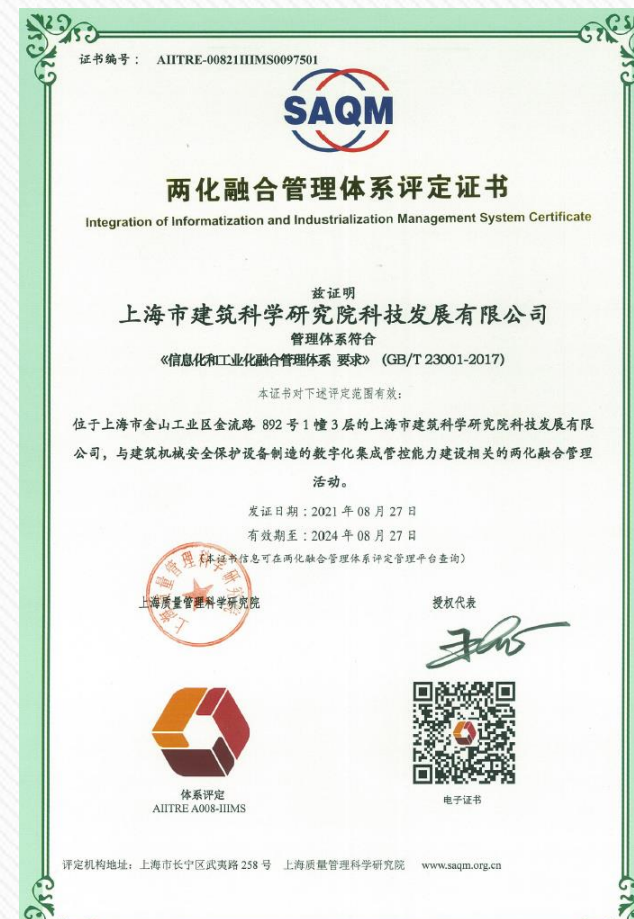 证书编号： AIITRE-00821IIIMS0097501
SAQM
两化融合管理体系评定证书
Integration of Informatization and Industrialization Management System Certificate
兹证明
上海市建筑科学研究院科技发展有限公司
管理体系符合
《信息化和工业化融合管理体系 要求》（GB/T 23001-2017）
本证书对下述评定范围有效：
位于上海市金山工业区金流路 892 号 1 幢 3 层的上海市建筑科学研究院科技发展有限
公司，与建筑机械安全保护设备制造的数字化集成管控能力建设相关的两化融合管理
活动。
发证日期：2021 年 08 月 27 日
有效期至：2024 年 08 月 27 日
（本证书信息可在两化融合管理体系评定管理平台查询）
上海质量管理科学研究院
上海质量管理科学研究院
授权代表
体系评定
AIITRE A008-IIIMS
电子证书
评定机构地址：上海市长宁区武夷路 258 号 上海质量管理科学研究院 www.saqm.org.cn